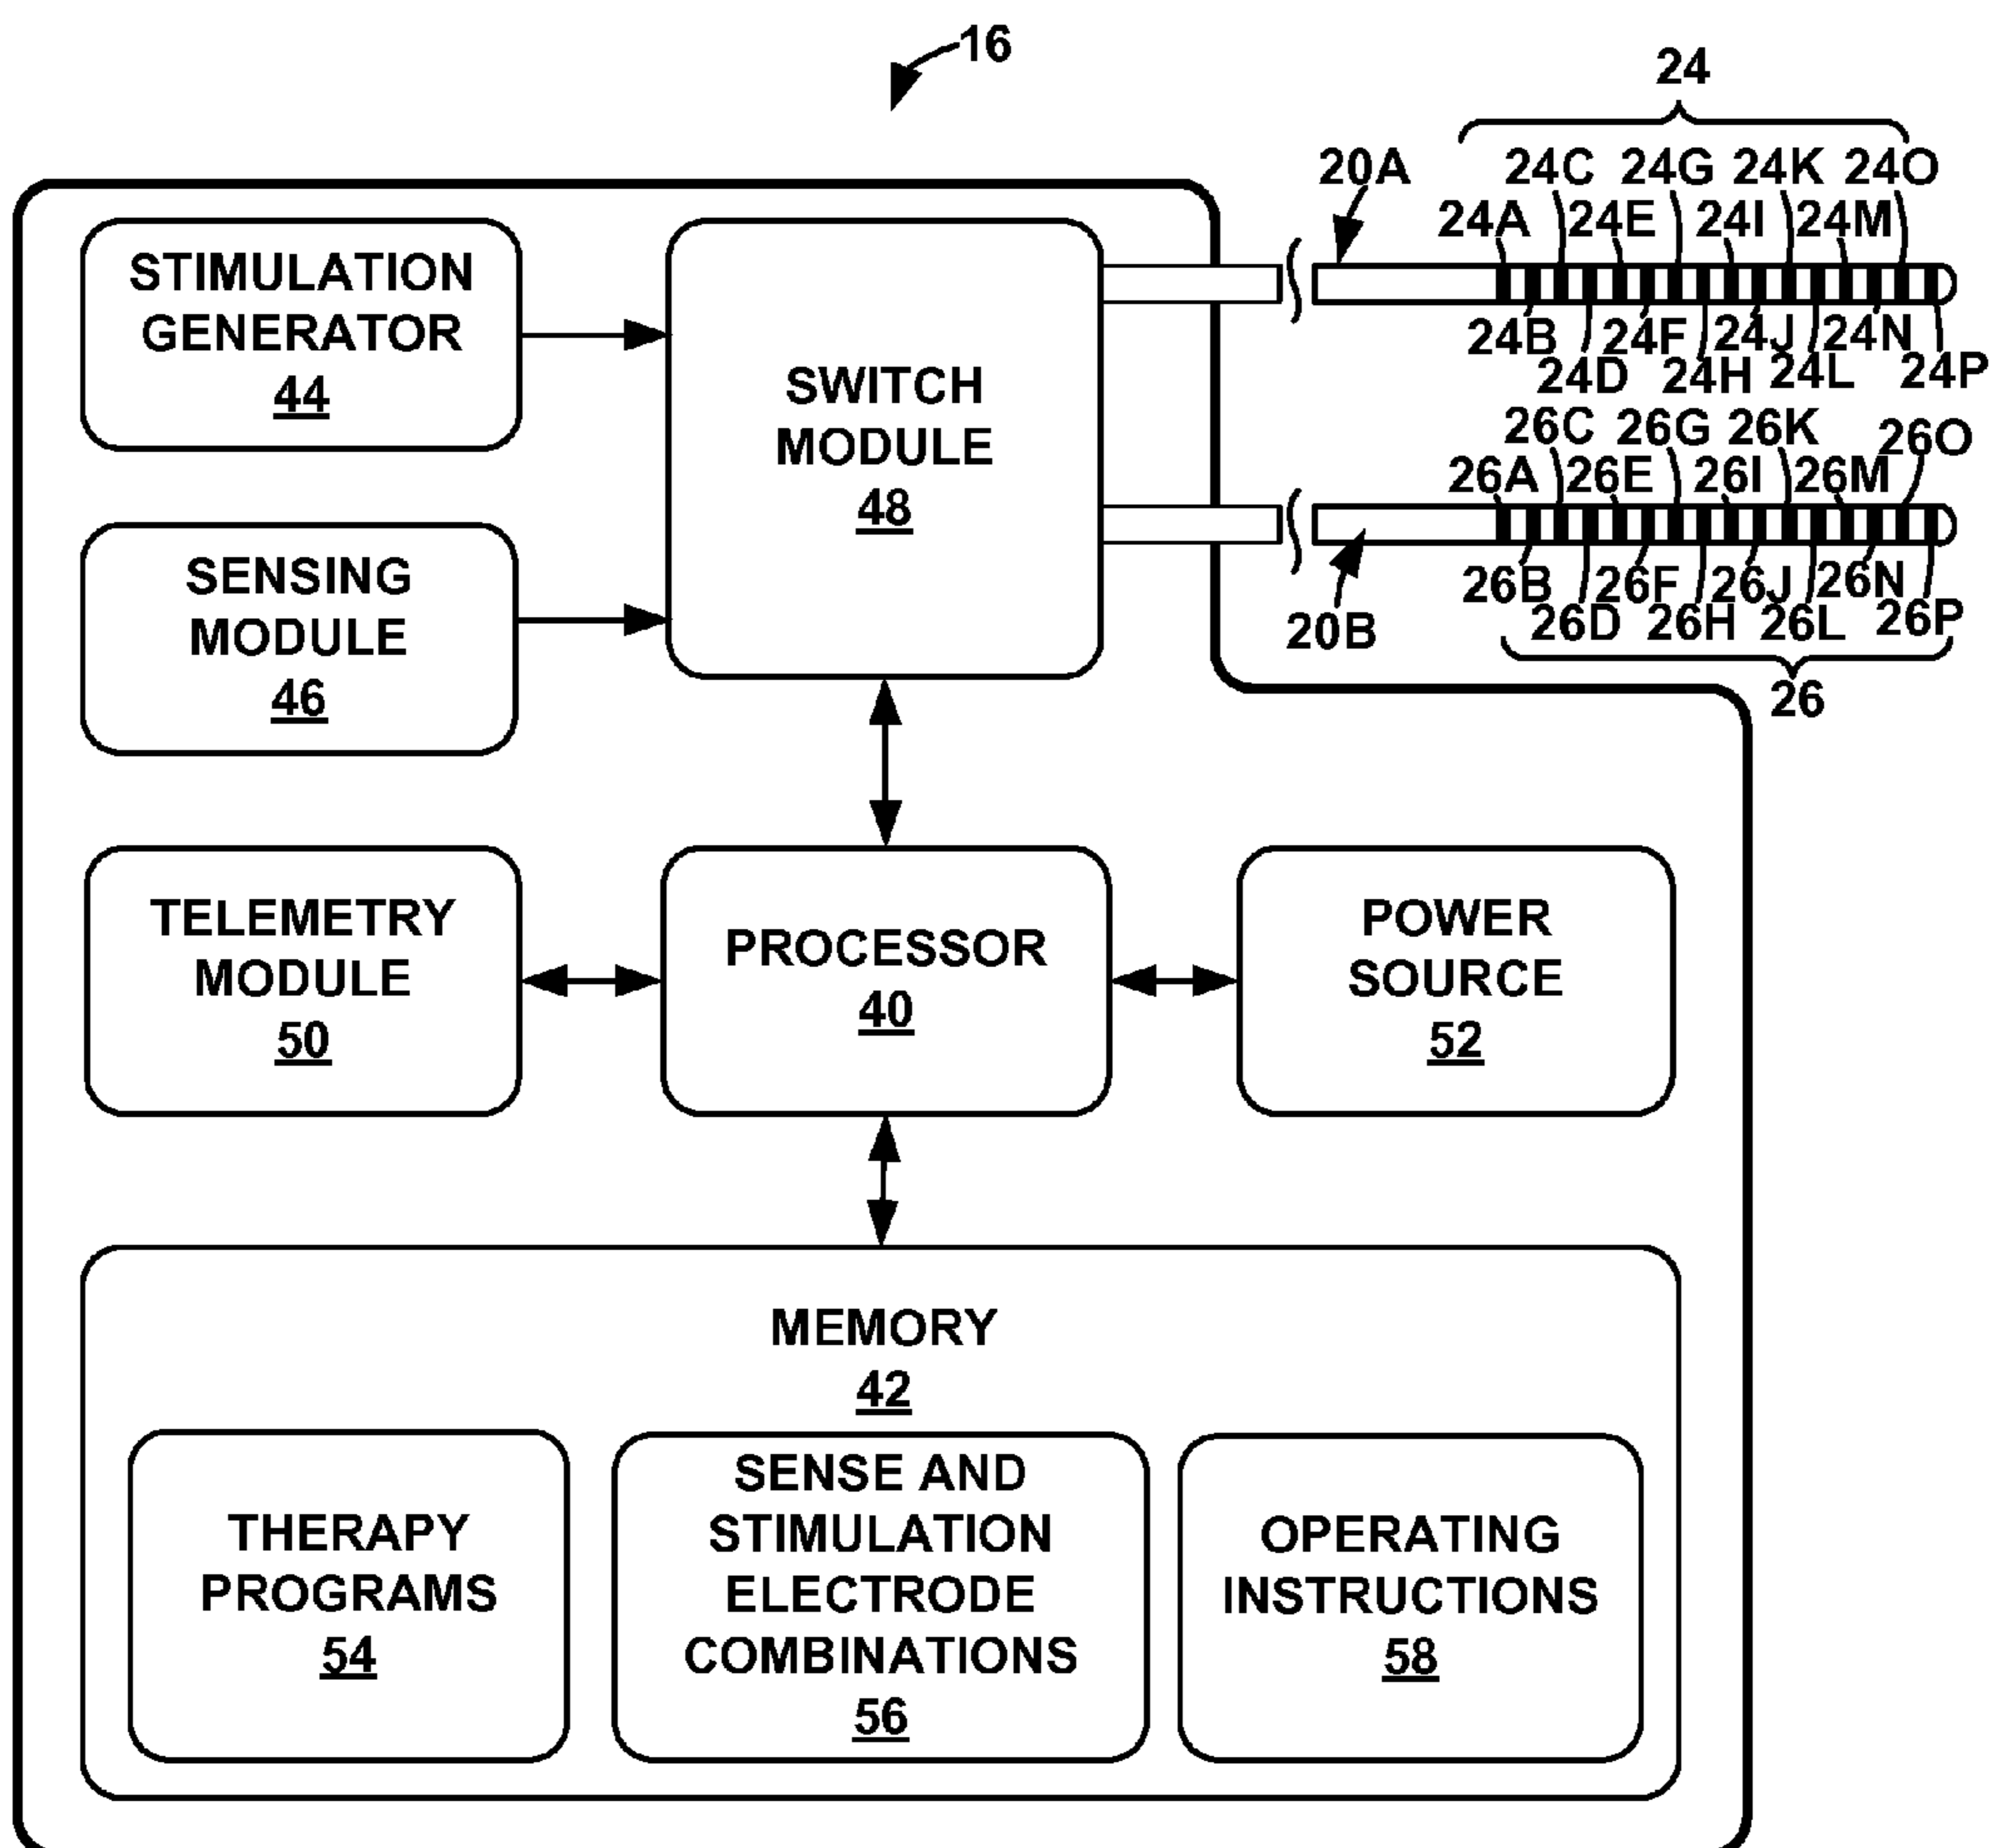 16
24
20A
24C 24G 24K 24O
24A 24E 24I 24M
24B 24F 24J 24N
24D 24H 24L 24P
26C 26G 26K 26O
26A 26E 26I 26M
26B 26F 26J 26N
26D 26H 26L 26P
20B
26
STIMULATION
GENERATOR
44
SWITCH
MODULE
48
SENSING
MODULE
46
TELEMETRY
MODULE
50
PROCESSOR
40
POWER
SOURCE
52
MEMORY
42
THERAPY
PROGRAMS
54
SENSE AND
STIMULATION
ELECTRODE
COMBINATIONS
56
OPERATING
INSTRUCTIONS
58